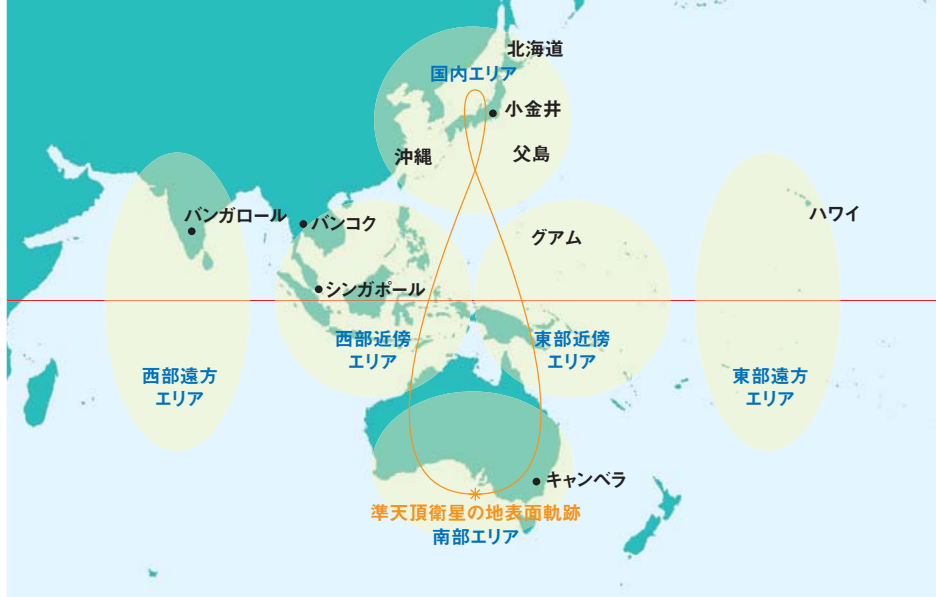 北海道
国内エリア
小金井
沖縄
父島
バンガロール
バンコク
グアム
ハワイ
シンガポール
西部近傍
エリア
東部近傍
エリア
西部遠方
エリア
東部遠方
エリア
キャンベラ
準天頂衛星の地表面軌跡
南部エリア